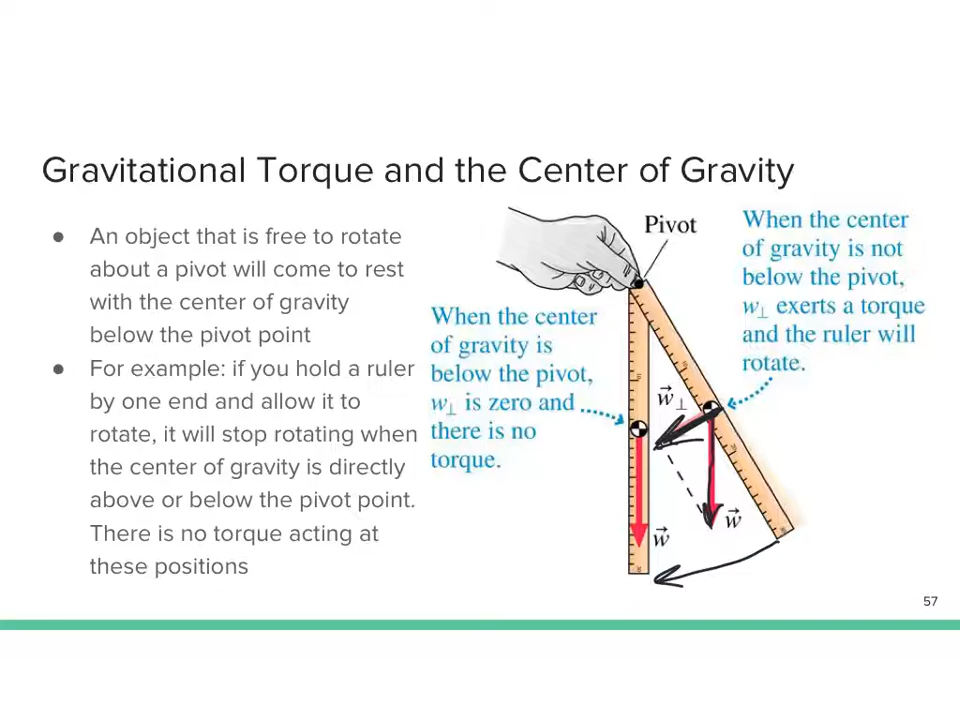 Gravitational Torque and the Center of Gravity
● An object that is free to rotate
about a pivot will come to rest
with the center of gravity
below the pivot point
● For example: if you hold a ruler
by one end and allow it to
rotate, it will stop rotating when
the center of gravity is directly
above or below the pivot point.
There is no torque acting at
these positions
When the center
of gravity is
below the pivot,
w⊥ is zero and
there is no
torque.
Pivot
When the center
of gravity is not
below the pivot,
w⊥ exerts a torque
and the ruler will
rotate.
w⃗⊥
w⃗
w⃗
57